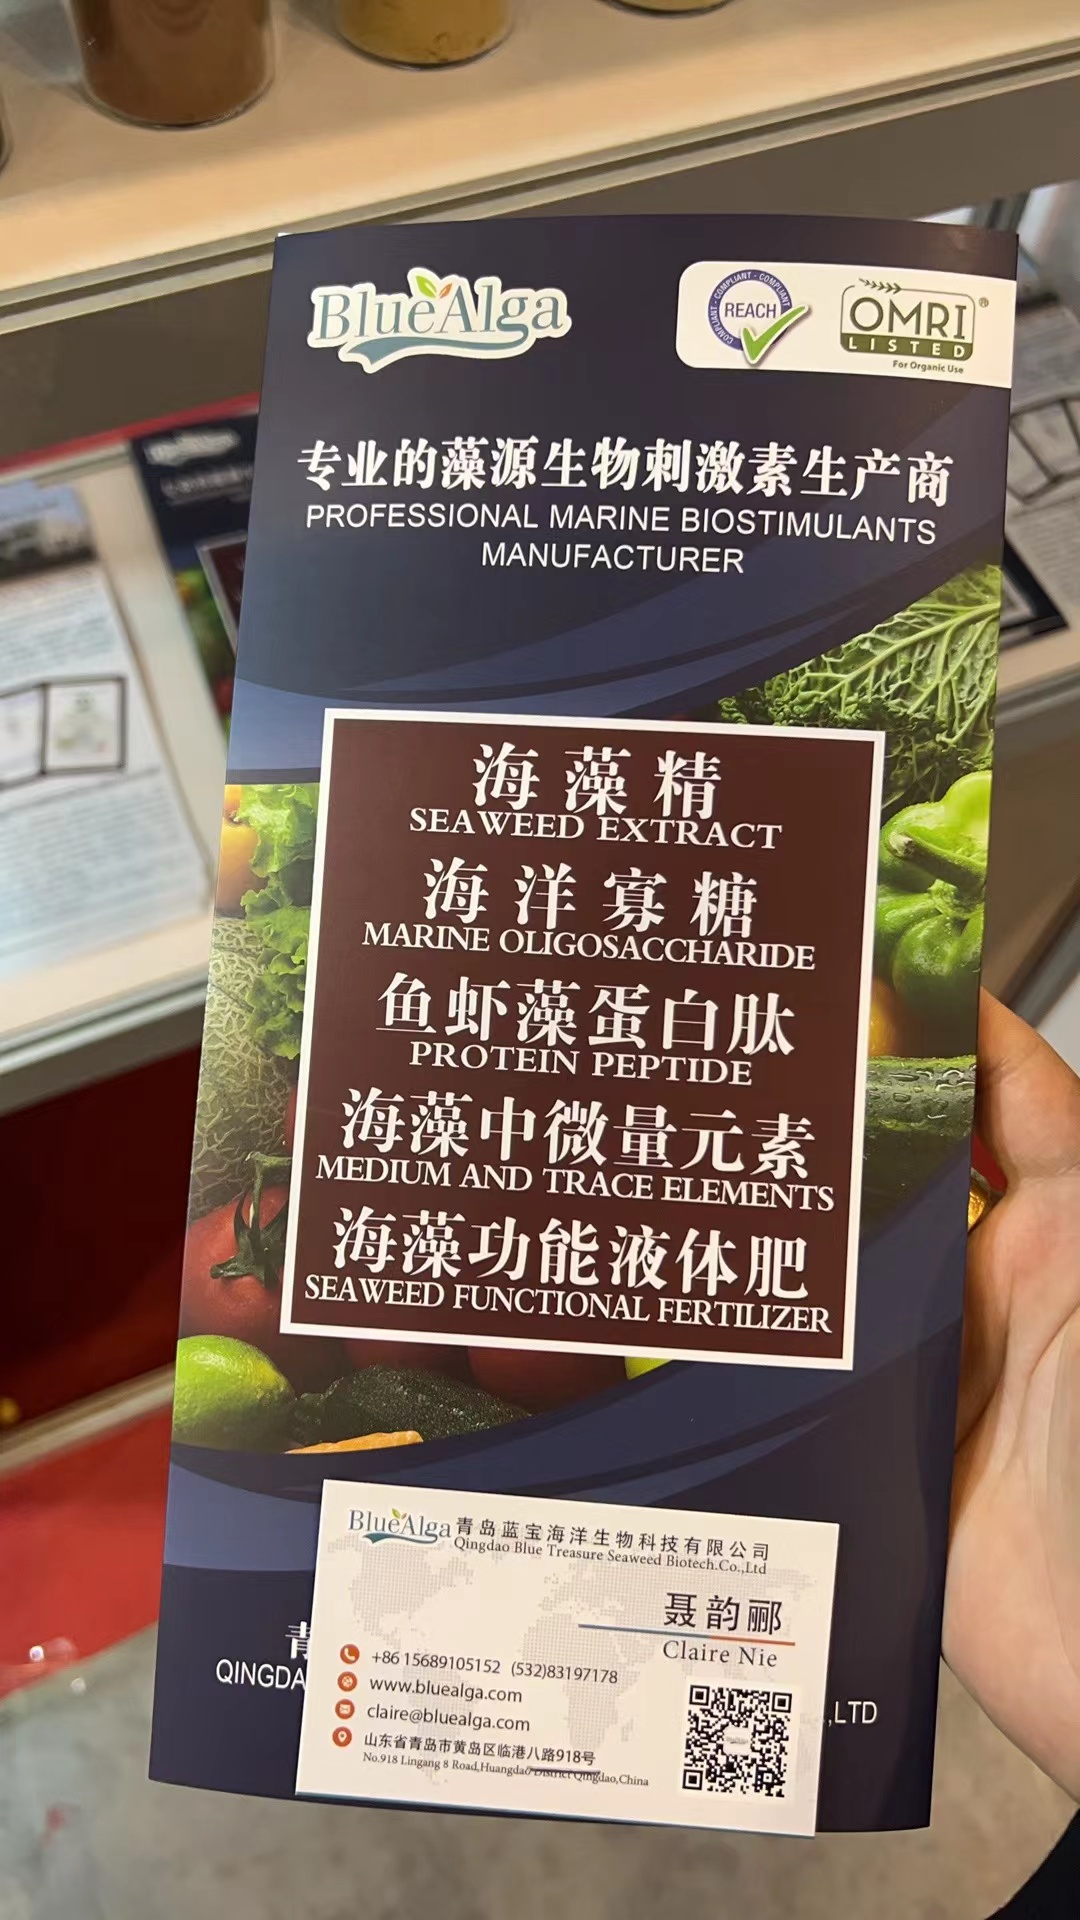 BlueAlga
COMPLIANT · COMPLIANT · COMPLIANT
REACH
OMRI ®
LISTED
For Organic Use
专业的藻源生物刺激素生产商
PROFESSIONAL MARINE BIOSTIMULANTS
MANUFACTURER
海藻精
SEAWEED EXTRACT
海洋寡糖
MARINE OLIGOSACCHARIDE
鱼虾藻蛋白肽
PROTEIN PEPTIDE
海藻中微量元素
MEDIUM AND TRACE ELEMENTS
海藻功能液体肥
SEAWEED FUNCTIONAL FERTILIZER
BlueAlga 青岛蓝宝海洋生物科技有限公司
Qingdao Blue Treasure Seaweed Biotech.Co.,Ltd
聂韵郦
Claire Nie
+86 15689105152 (532)83197178
www.bluealga.com
claire@bluealga.com
山东省青岛市黄岛区临港八路918号
No.918 Lingang 8 Road,Huangdao District Qingdao,China
青
QINGDA
,LTD